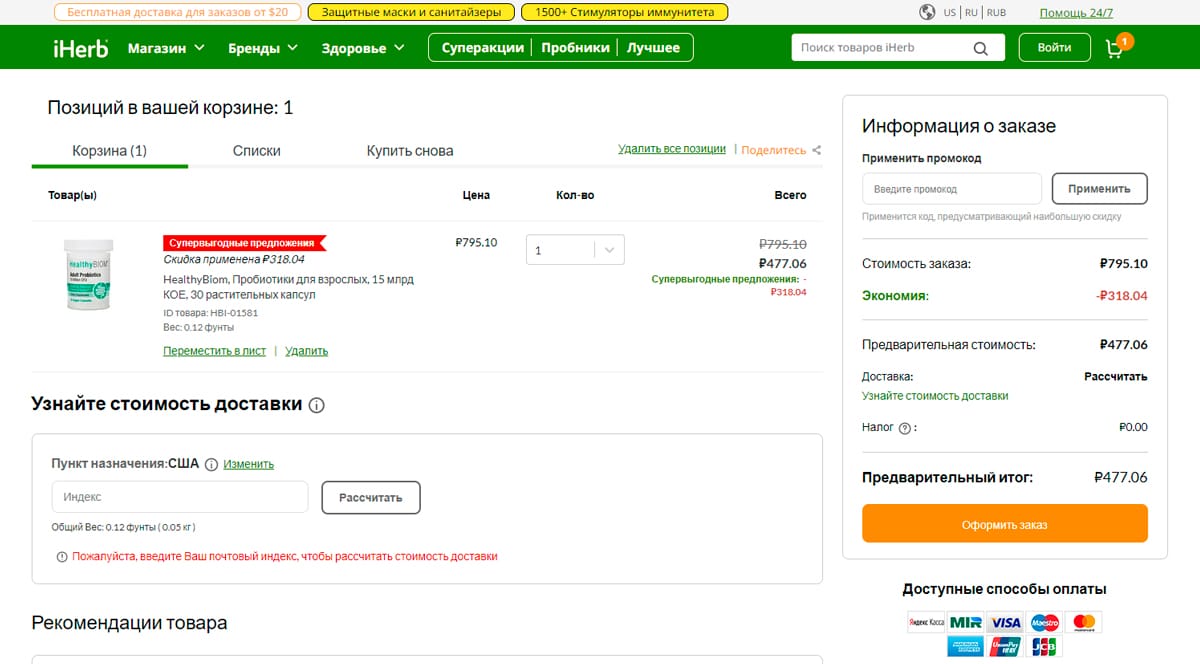 Бесплатная доставка для заказов от $20
Защитные маски и санитайзеры
1500+ Стимуляторы иммунитета
US | RU | RUB
Помощь 24/7
iHerb
Магазин
Бренды
Здоровье
Суперакции | Пробники | Лучшее
Поиск товаров iHerb
Войти
1
Позиций в вашей корзине: 1
Корзина (1)
Списки
Купить снова
Удалить все позиции | Поделитесь
Товар(ы)
Цена
Кол-во
Всего
HealthyBIOM
Adult Probiotics
Супервыгодные предложения
Скидка применена ₽318.04
HealthyBiom, Пробиотики для взрослых, 15 млрд
КОЕ, 30 растительных капсул
ID товара: HBI-01581
Вес: 0.12 фунты
Переместить в лист | Удалить
₽795.10
1
₽795.10
₽477.06
Супервыгодные предложения: -
₽318.04
Узнайте стоимость доставки
Пункт назначения:США
Изменить
Индекс
Рассчитать
Общий Вес: 0.12 фунты ( 0.05 кг )
Пожалуйста, введите Ваш почтовый индекс, чтобы рассчитать стоимость доставки
Рекомендации товара
Информация о заказе
Применить промокод
Введите промокод
Применить
Применится код, предусматривающий наибольшую скидку
Стоимость заказа: ₽795.10
Экономия: -₽318.04
Предварительная стоимость: ₽477.06
Доставка: Рассчитать
Узнайте стоимость доставки
Налог ? : ₽0.00
Предварительный итог: ₽477.06
Оформить заказ
Доступные способы оплаты
Яндекс Касса MIR VISA Maestro mastercard
AMERICAN EXPRESS UnionPay JCB